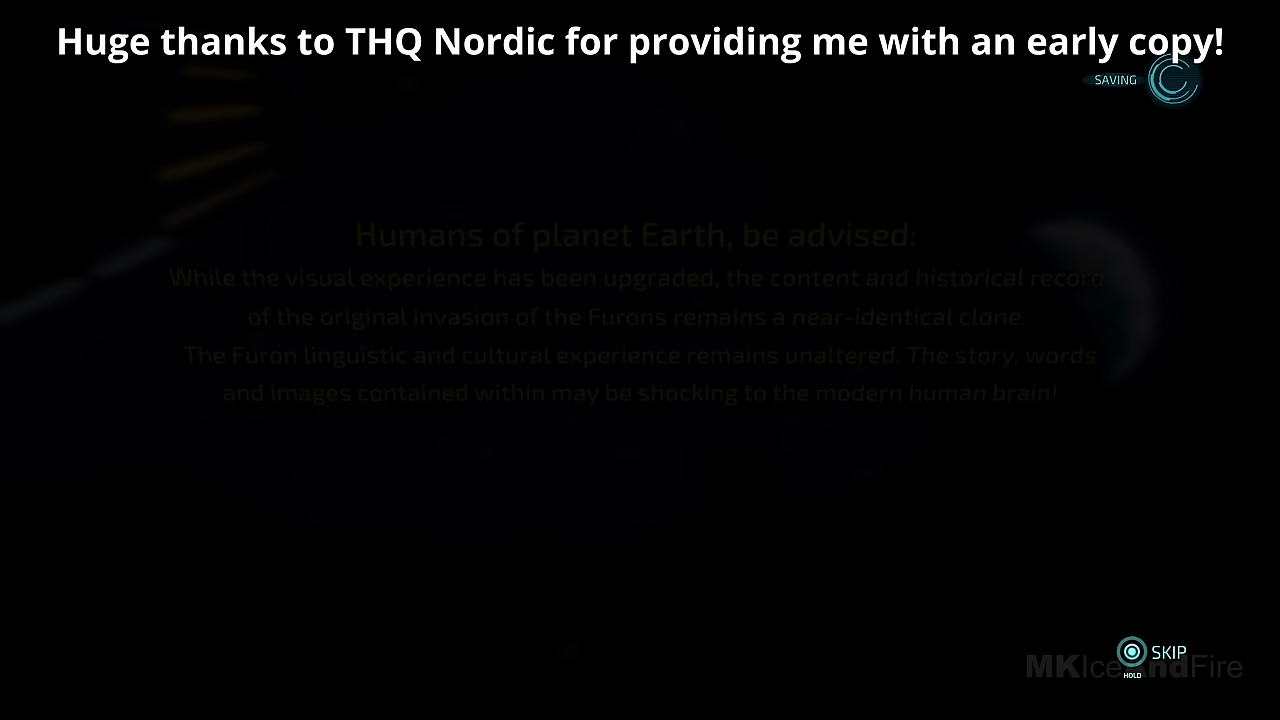 Huge thanks to THQ Nordic for providing me with an early copy!
SAVING
Humans of planet Earth, be advised:
While the visual experience has been upgraded, the content and historical record
of the original invasion of the Furons remains a near-identical clone.
The Furon linguistic and cultural experience remains unaltered. The story, words
and images contained within may be shocking to the modern human brain!
SKIP
HOLD
MKIceAndFire